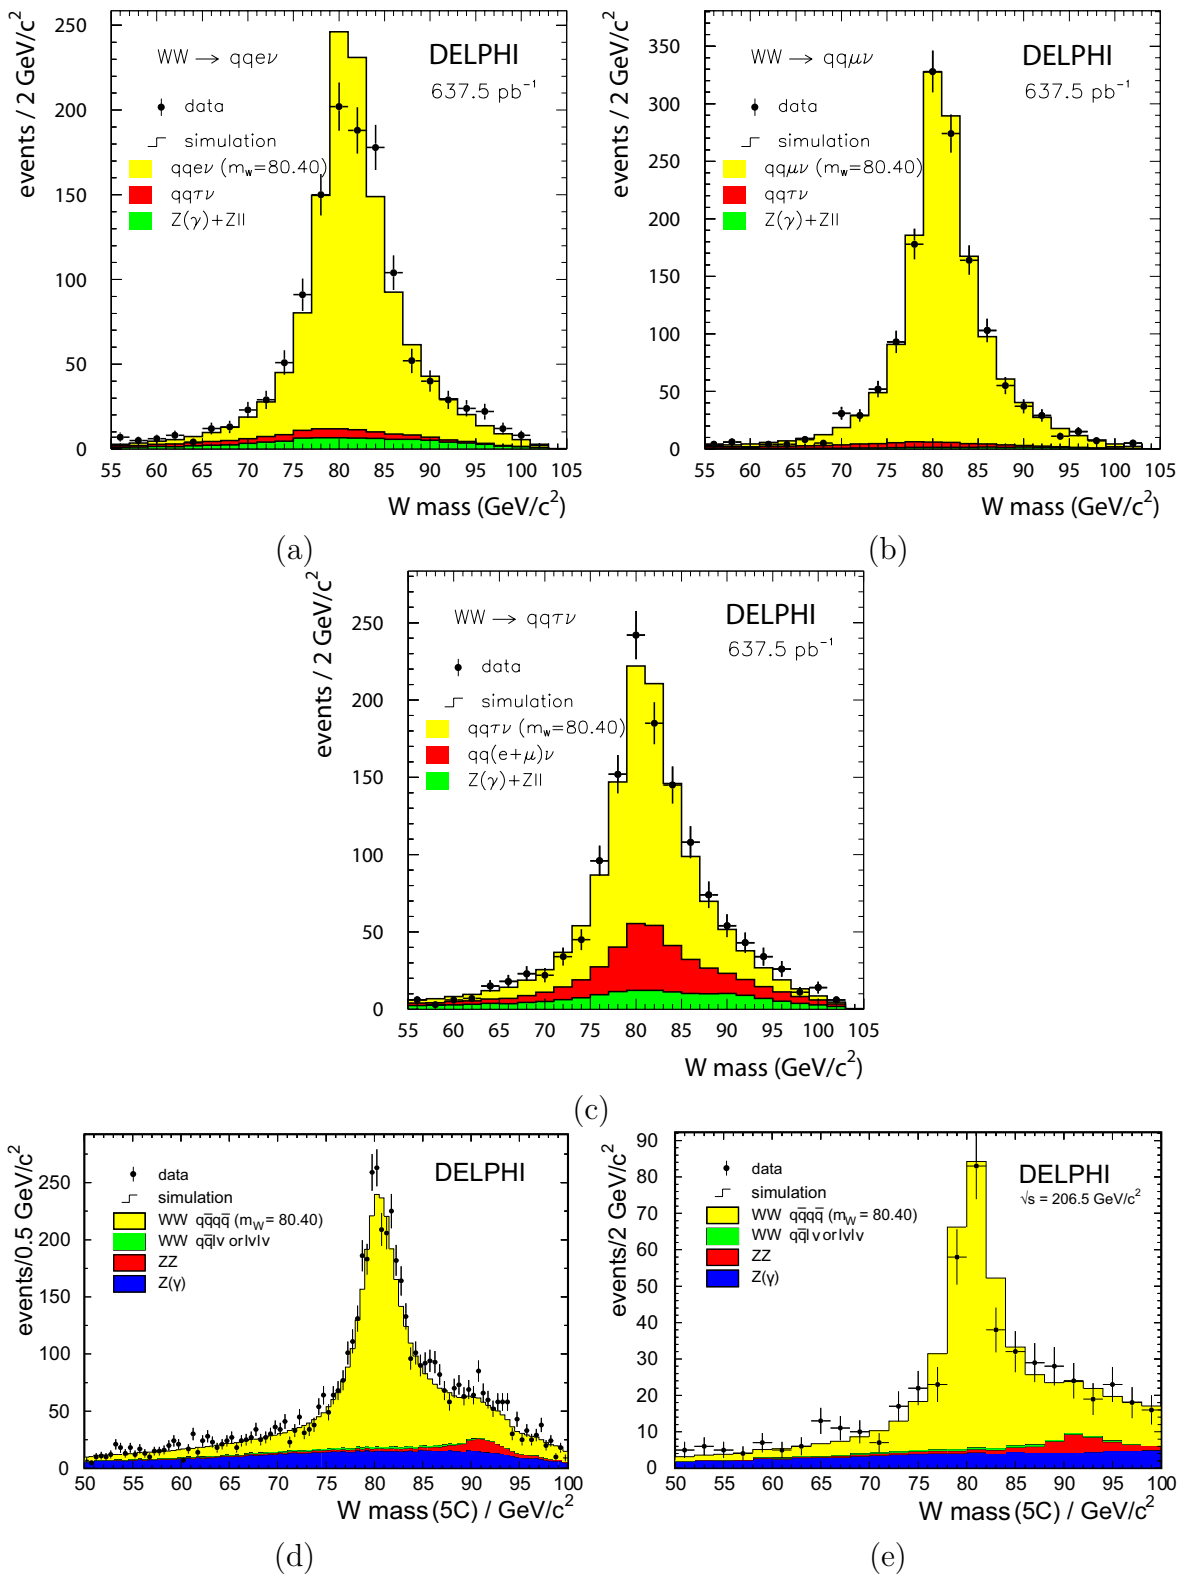 events / 2 GeV/c²
WW → qqeν
DELPHI
637.5 pb⁻¹
data
simulation
qqeν (m_w=80.40)
qqτν
Z(γ)+Zll
0 50 100 150 200 250
55 60 65 70 75 80 85 90 95 100 105
W mass (GeV/c²)
(a)
events / 2 GeV/c²
WW → qqμν
DELPHI
637.5 pb⁻¹
data
simulation
qqμν (m_w=80.40)
qqτν
Z(γ)+Zll
0 50 100 150 200 250 300 350
55 60 65 70 75 80 85 90 95 100 105
W mass (GeV/c²)
(b)
events / 2 GeV/c²
WW → qqτν
DELPHI
637.5 pb⁻¹
data
simulation
qqτν (m_w=80.40)
qq(e+μ)ν
Z(γ)+Zll
0 50 100 150 200 250
55 60 65 70 75 80 85 90 95 100 105
W mass (GeV/c²)
(c)
events/0.5 GeV/c²
DELPHI
data
simulation
WW qq̄qq̄ (m_W = 80.40)
WW qq̄lν or lνlν
ZZ
Z(γ)
0 50 100 150 200 250
50 55 60 65 70 75 80 85 90 95 100
W mass (5C) / GeV/c²
(d)
events/2 GeV/c²
DELPHI
√s = 206.5 GeV/c²
data
simulation
WW qq̄qq̄ (m_W = 80.40)
WW qq̄lν or lνlν
ZZ
Z(γ)
0 10 20 30 40 50 60 70 80 90
50 55 60 65 70 75 80 85 90 95 100
W mass (5C) / GeV/c²
(e)